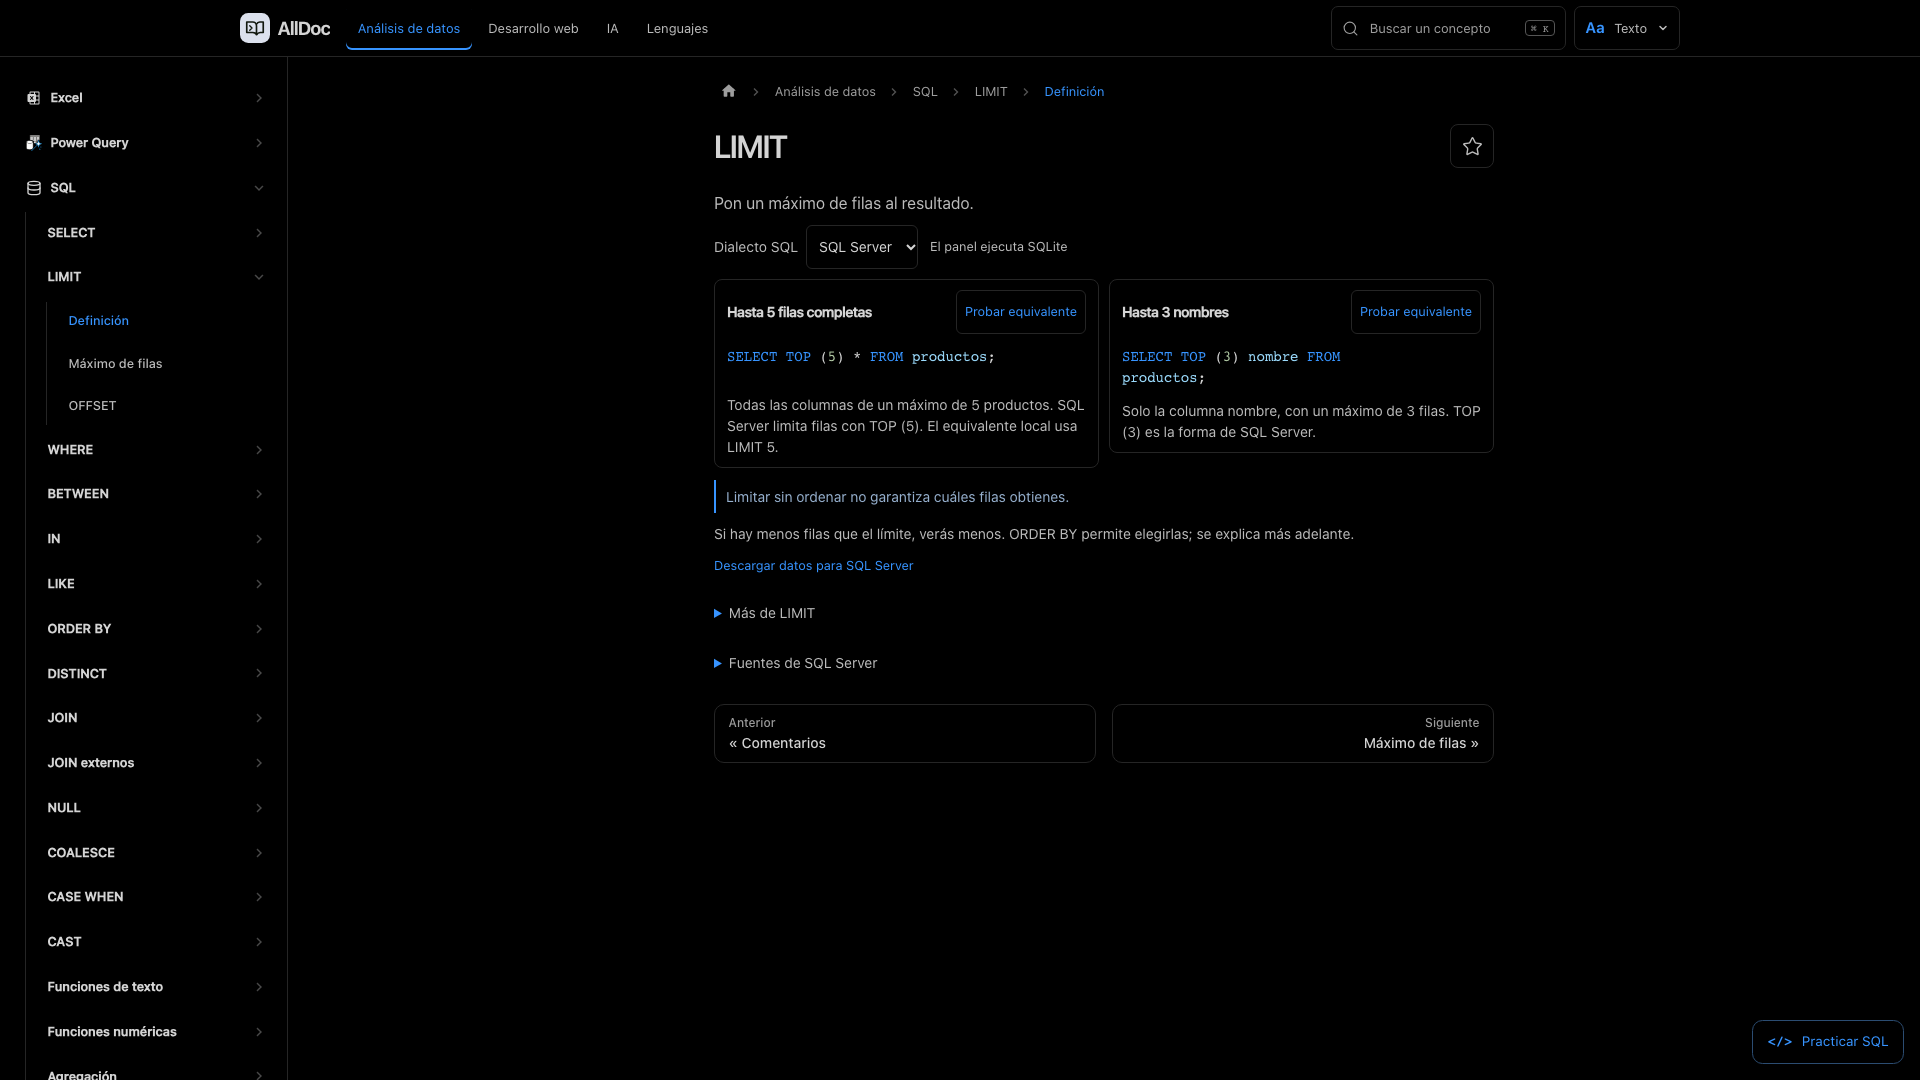 AllDoc
Análisis de datos
Desarrollo web
IA
Lenguajes
Buscar un concepto
⌘ K
Aa Texto
Excel
Power Query
SQL
SELECT
LIMIT
Definición
Máximo de filas
OFFSET
WHERE
BETWEEN
IN
LIKE
ORDER BY
DISTINCT
JOIN
JOIN externos
NULL
COALESCE
CASE WHEN
CAST
Funciones de texto
Funciones numéricas
Agregación
Análisis de datos
SQL
LIMIT
Definición
LIMIT
Pon un máximo de filas al resultado.
Dialecto SQL
SQL Server
El panel ejecuta SQLite
Hasta 5 filas completas
Probar equivalente
SELECT TOP (5) * FROM productos;
Todas las columnas de un máximo de 5 productos. SQL
Server limita filas con TOP (5). El equivalente local usa
LIMIT 5.
Hasta 3 nombres
Probar equivalente
SELECT TOP (3) nombre FROM
productos;
Solo la columna nombre, con un máximo de 3 filas. TOP
(3) es la forma de SQL Server.
Limitar sin ordenar no garantiza cuáles filas obtienes.
Si hay menos filas que el límite, verás menos. ORDER BY permite elegirlas; se explica más adelante.
Descargar datos para SQL Server
Más de LIMIT
Fuentes de SQL Server
Anterior
« Comentarios
Siguiente
Máximo de filas »
</> Practicar SQL